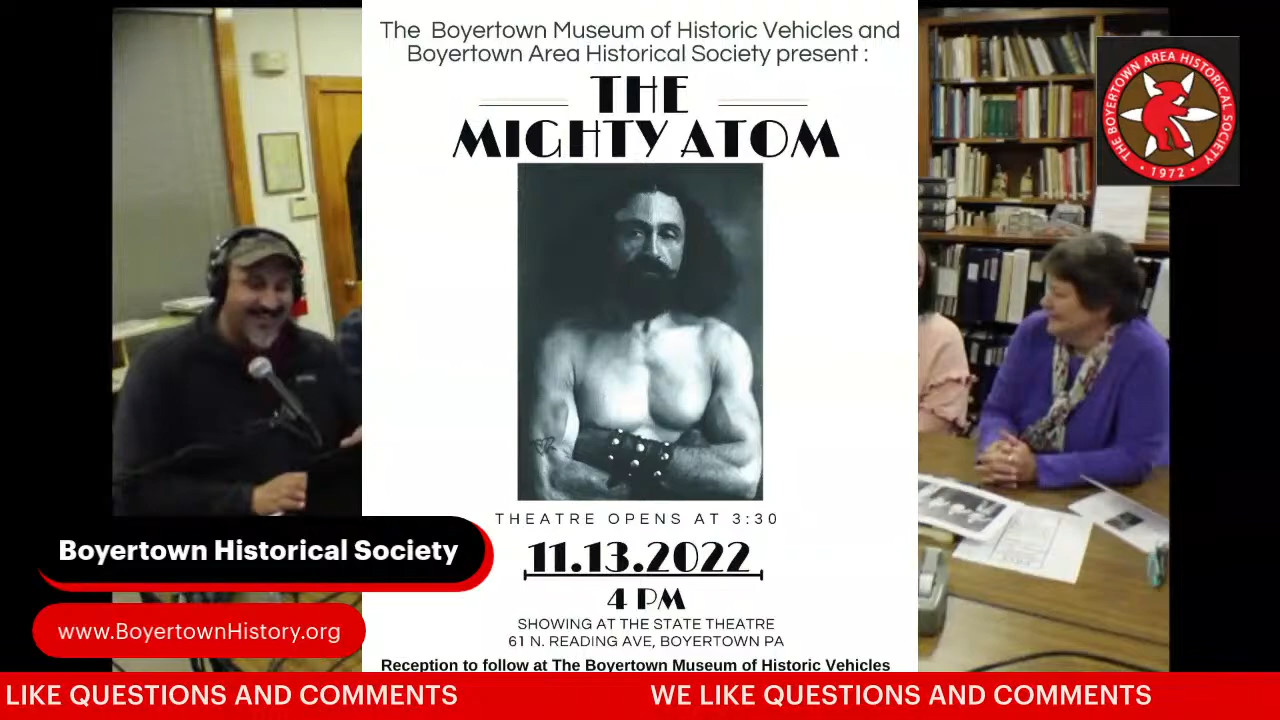 The Boyertown Museum of Historic Vehicles and
Boyertown Area Historical Society present :
THE
MIGHTY ATOM
THEATRE OPENS AT 3:30
11.13.2022
4 PM
SHOWING AT THE STATE THEATRE
61 N. READING AVE, BOYERTOWN PA
Reception to follow at The Boyertown Museum of Historic Vehicles
THE BOYERTOWN AREA HISTORICAL SOCIETY
• 1972 •
Boyertown Historical Society
www.BoyertownHistory.org
LIKE QUESTIONS AND COMMENTS
WE LIKE QUESTIONS AND COMMENTS